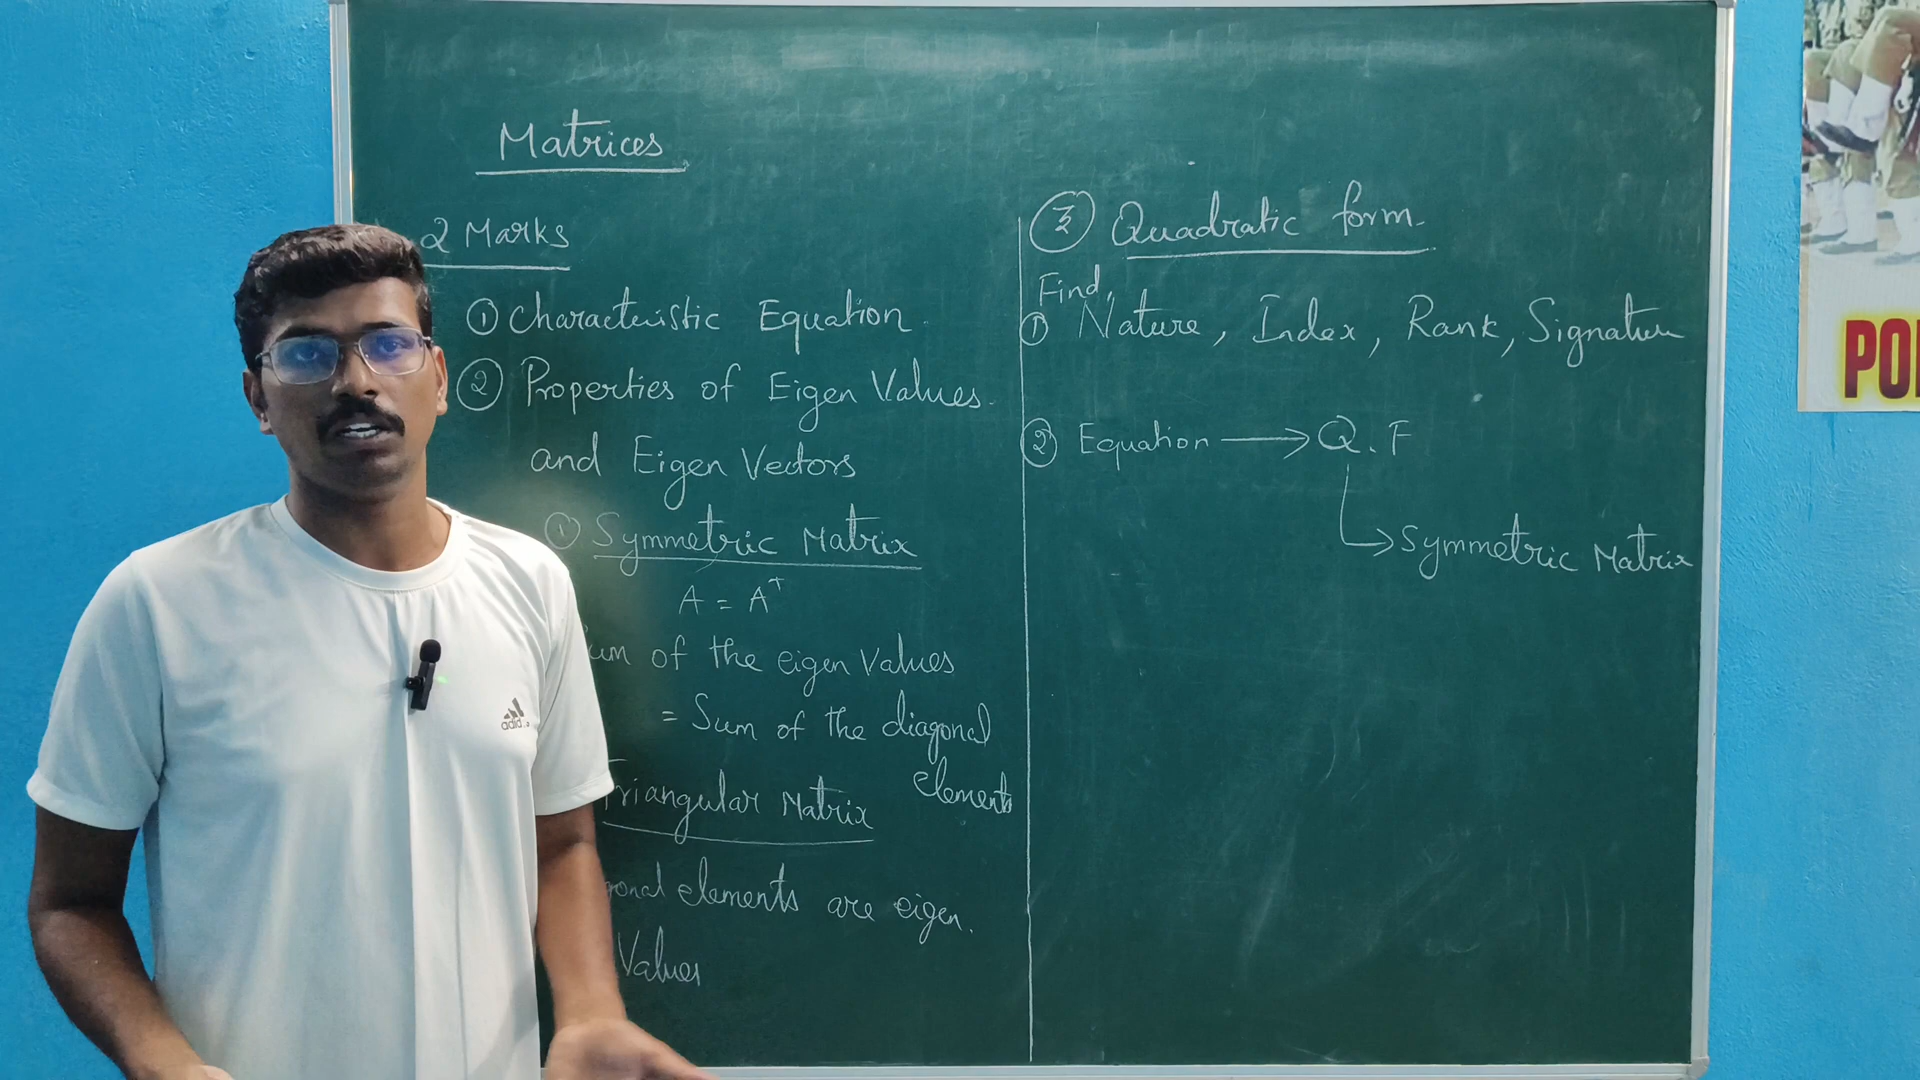 Matrices
2 Marks
① Characteristic Equation.
② Properties of Eigen Values.
and Eigen Vectors
① Symmetric Matrix
A = Aᵀ
of the eigen Values
= Sum of the diagonal
elements
Triangular Matrix
elements are eigen.
Values
③ Quadratic form.
Find,
① Nature, Index, Rank, Signature
② Equation → Q.F
↳ Symmetric Matrix